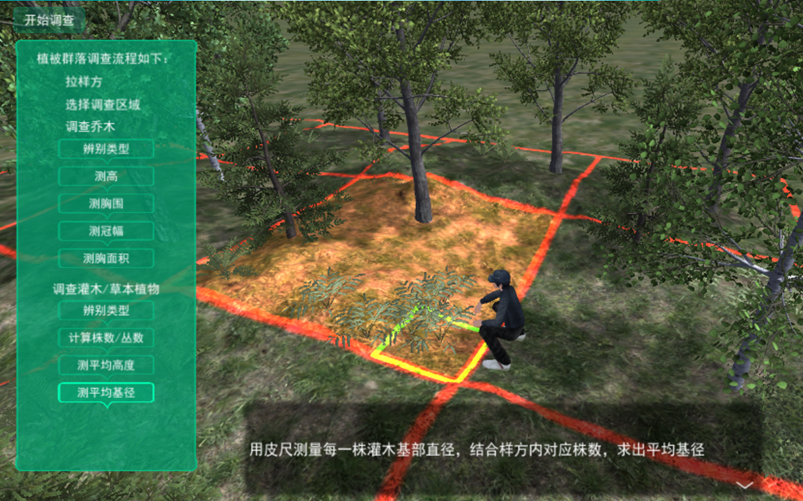 开始调查
植被群落调查流程如下：
拉样方
选择调查区域
调查乔木
辨别类型
测高
测胸围
测冠幅
测胸面积
调查灌木/草本植物
辨别类型
计算株数/丛数
测平均高度
测平均基径
用皮尺测量每一株灌木基部直径，结合样方内对应株数，求出平均基径